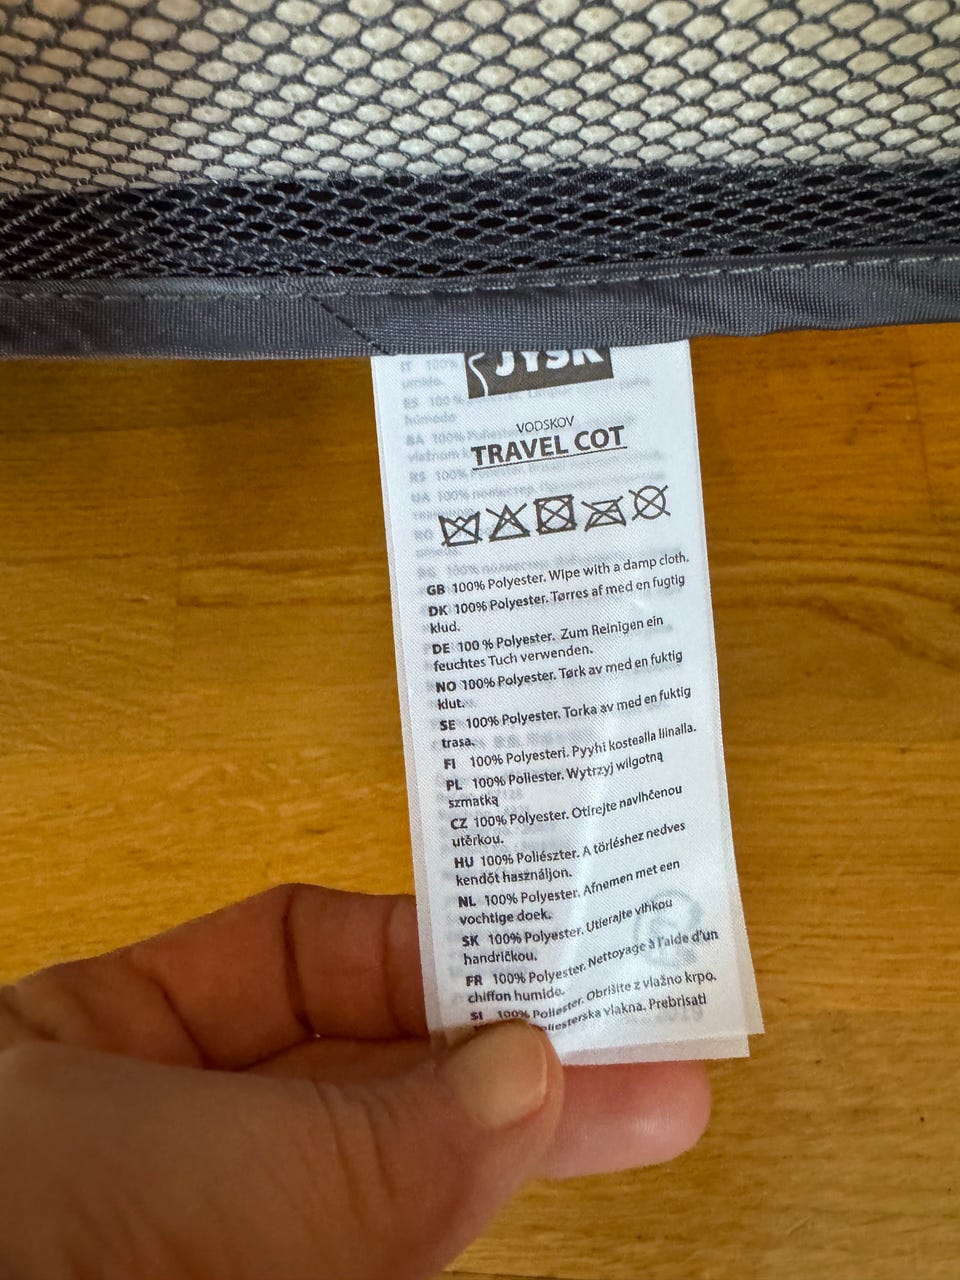 JYSK
VODSKOV
TRAVEL COT
GB 100% Polyester. Wipe with a damp cloth.
DK 100% Polyester. Tørres af med en fugtig
klud.
DE 100 % Polyester. Zum Reinigen ein
feuchtes Tuch verwenden.
NO 100% Polyester. Tørk av med en fuktig
klut.
SE 100% Polyester. Torka av med en fuktig
trasa.
FI 100% Polyesteri. Pyyhi kostealla liinalla.
PL 100% Poliester. Wytrzyj wilgotną
szmatką
CZ 100% Polyester. Otírejte navlhčenou
utěrkou.
HU 100% Poliészter. A törléshez nedves
kendőt használjon.
NL 100% Polyester. Afnemen met een
vochtige doek.
SK 100% Polyester. Utierajte vlhkou
handričkou.
FR 100% Polyester. Nettoyage à l'aide d'un
chiffon humide.
SI 100% Poliester. Obrišite z vlažno krpo.
vlakna. Prebrisati